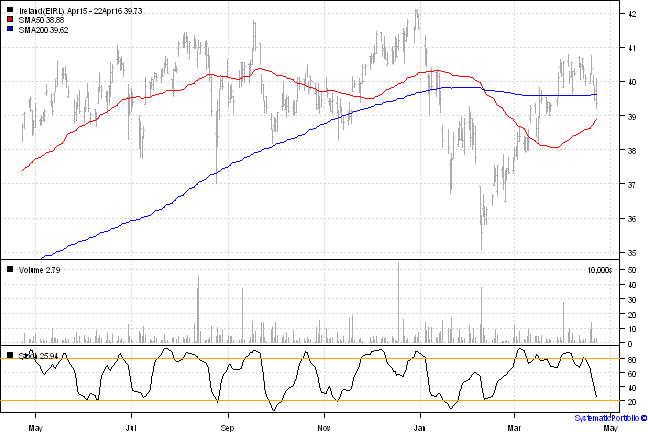 Ireland(EIRL) Apr15 - 22Apr16 39.73
SMA50 38.88
SMA200 39.62
42
41
40
39
38
37
36
35
Volume 2.79
10,000s
50
40
30
20
10
0
Stoch 25.94
80
60
40
20
May
Jul
Sep
Nov
Jan
Mar
May
SystematicPortfolio ©